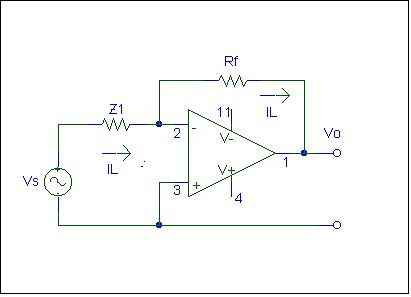 Rf
IL
Z1
11
Vo
2
-
V-
IL
1
Vs
3
+
V+
4